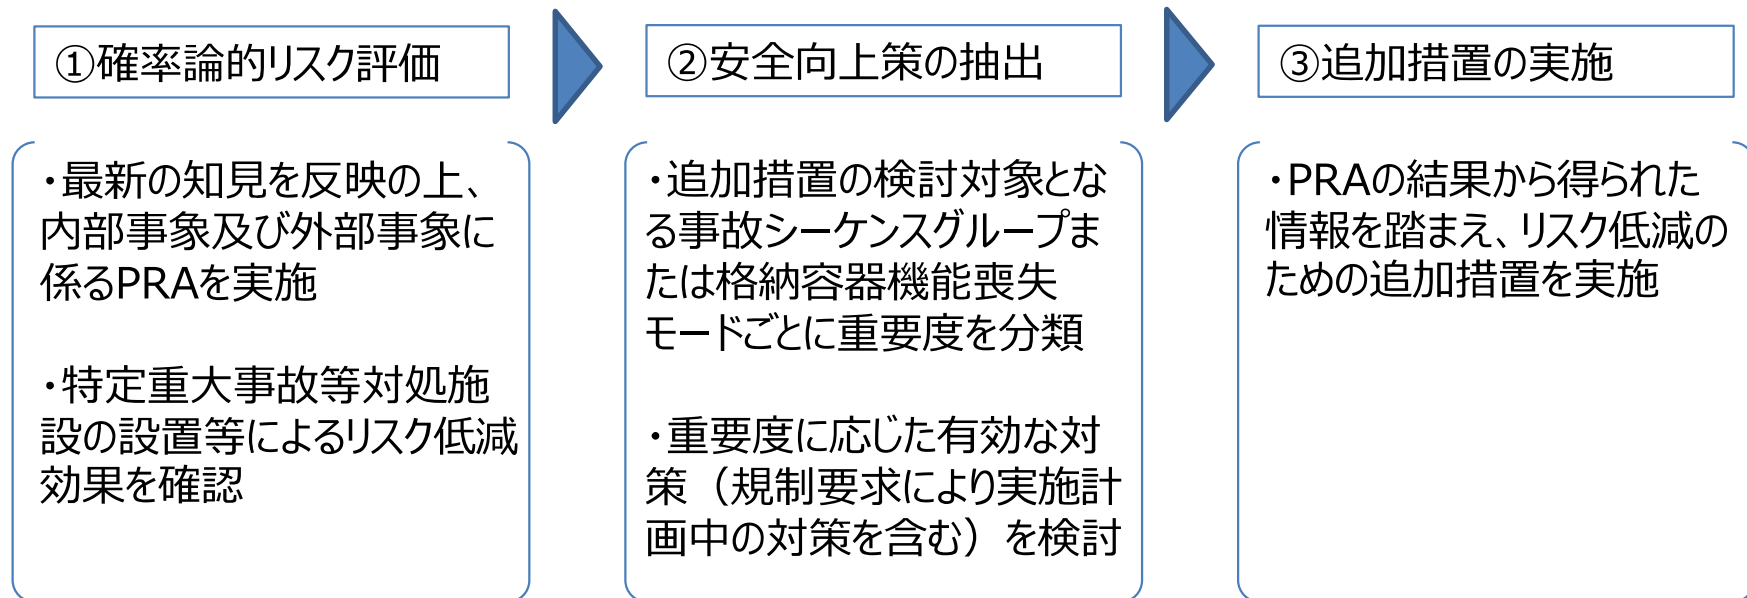 ①確率論的リスク評価
・最新の知見を反映の上、
内部事象及び外部事象に
係るPRAを実施
・特定重大事故等対処施
設の設置等によるリスク低減
効果を確認
②安全向上策の抽出
・追加措置の検討対象とな
る事故シーケンスグループま
たは格納容器機能喪失
モードごとに重要度を分類
・重要度に応じた有効な対
策（規制要求により実施計
画中の対策を含む）を検討
③追加措置の実施
・PRAの結果から得られた
情報を踏まえ、リスク低減の
ための追加措置を実施